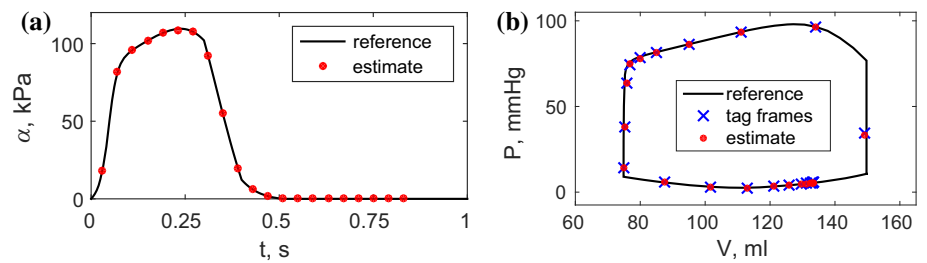 (a)
α, kPa
100
50
0
0
0.25
0.5
0.75
1
t, s
reference
estimate
(b)
P, mmHg
100
50
0
60
80
100
120
140
160
V, ml
reference
tag frames
estimate